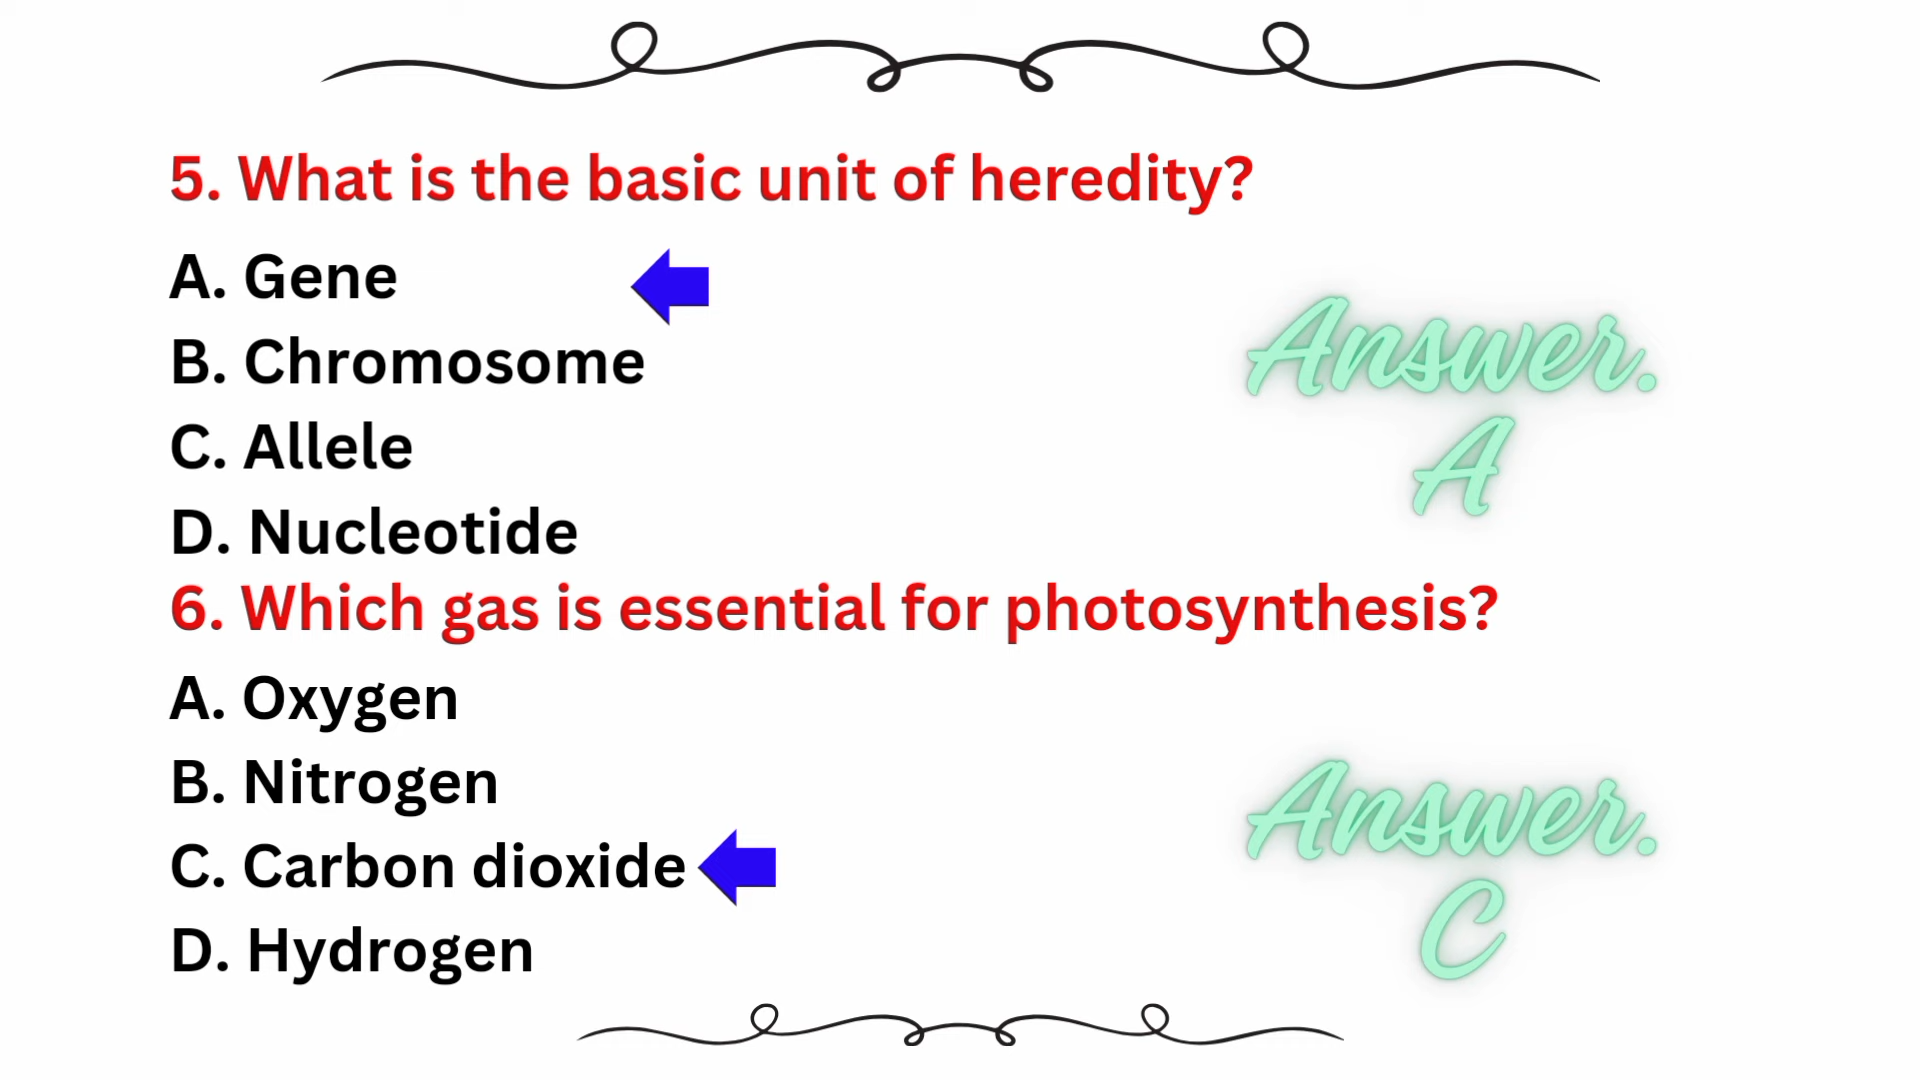 5. What is the basic unit of heredity?
A. Gene
B. Chromosome
C. Allele
D. Nucleotide
Answer.
A
6. Which gas is essential for photosynthesis?
A. Oxygen
B. Nitrogen
C. Carbon dioxide
D. Hydrogen
Answer.
C